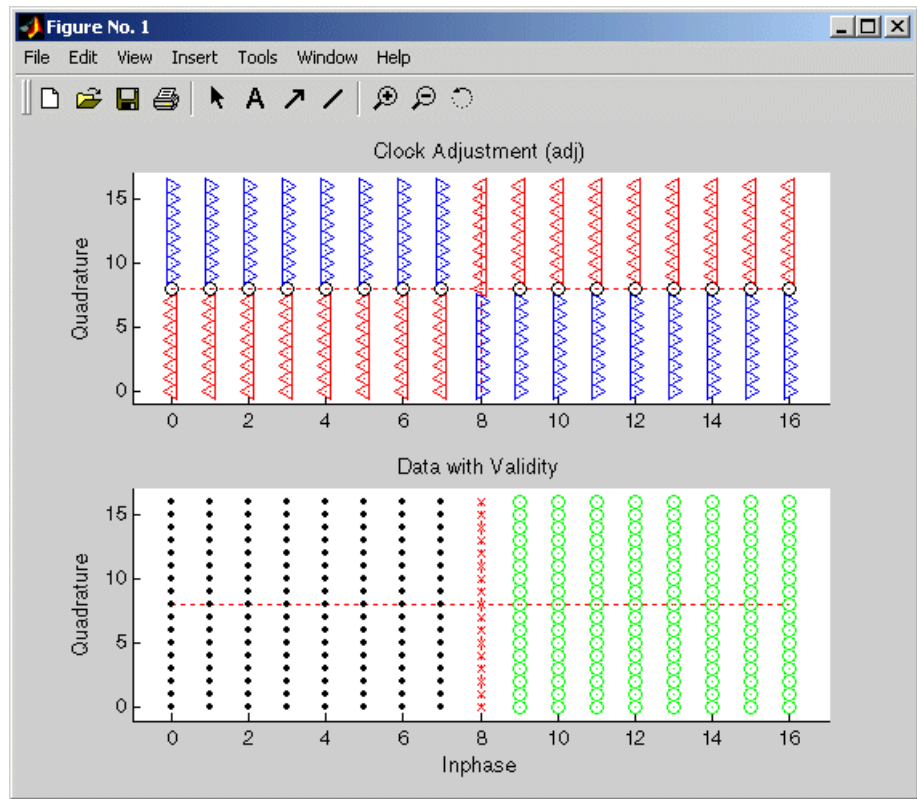 Figure No. 1
File Edit View Insert Tools Window Help
A
Clock Adjustment (adj)
Quadrature
15
10
5
0
0 2 4 6 8 10 12 14 16
Data with Validity
Quadrature
15
10
5
0
0 2 4 6 8 10 12 14 16
Inphase